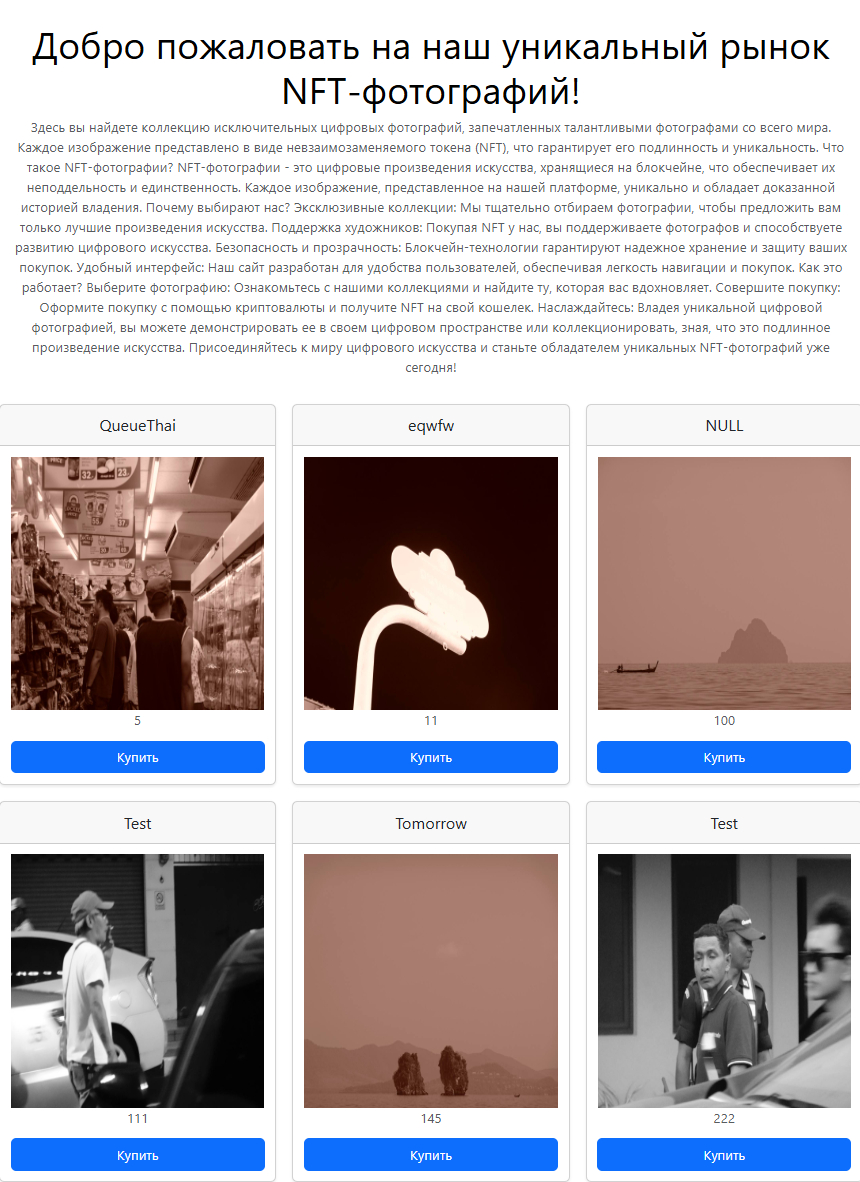 Добро пожаловать на наш уникальный рынок
NFT-фотографий!
Здесь вы найдете коллекцию исключительных цифровых фотографий, запечатленных талантливыми фотографами со всего мира.
Каждое изображение представлено в виде невзаимозаменяемого токена (NFT), что гарантирует его подлинность и уникальность. Что
такое NFT-фотографии? NFT-фотографии - это цифровые произведения искусства, хранящиеся на блокчейне, что обеспечивает их
неподдельность и единственность. Каждое изображение, представленное на нашей платформе, уникально и обладает доказанной
историей владения. Почему выбирают нас? Эксклюзивные коллекции: Мы тщательно отбираем фотографии, чтобы предложить вам
только лучшие произведения искусства. Поддержка художников: Покупая NFT у нас, вы поддерживаете фотографов и способствуете
развитию цифрового искусства. Безопасность и прозрачность: Блокчейн-технологии гарантируют надежное хранение и защиту ваших
покупок. Удобный интерфейс: Наш сайт разработан для удобства пользователей, обеспечивая легкость навигации и покупок. Как это
работает? Выберите фотографию: Ознакомьтесь с нашими коллекциями и найдите ту, которая вас вдохновляет. Совершите покупку:
Оформите покупку с помощью криптовалюты и получите NFT на свой кошелек. Наслаждайтесь: Владея уникальной цифровой
фотографией, вы можете демонстрировать ее в своем цифровом пространстве или коллекционировать, зная, что это подлинное
произведение искусства. Присоединяйтесь к миру цифрового искусства и станьте обладателем уникальных NFT-фотографий уже
сегодня!
QueueThai
eqwfw
NULL
32
23
37
5
11
100
Купить
Купить
Купить
Test
Tomorrow
Test
111
145
222
Купить
Купить
Купить